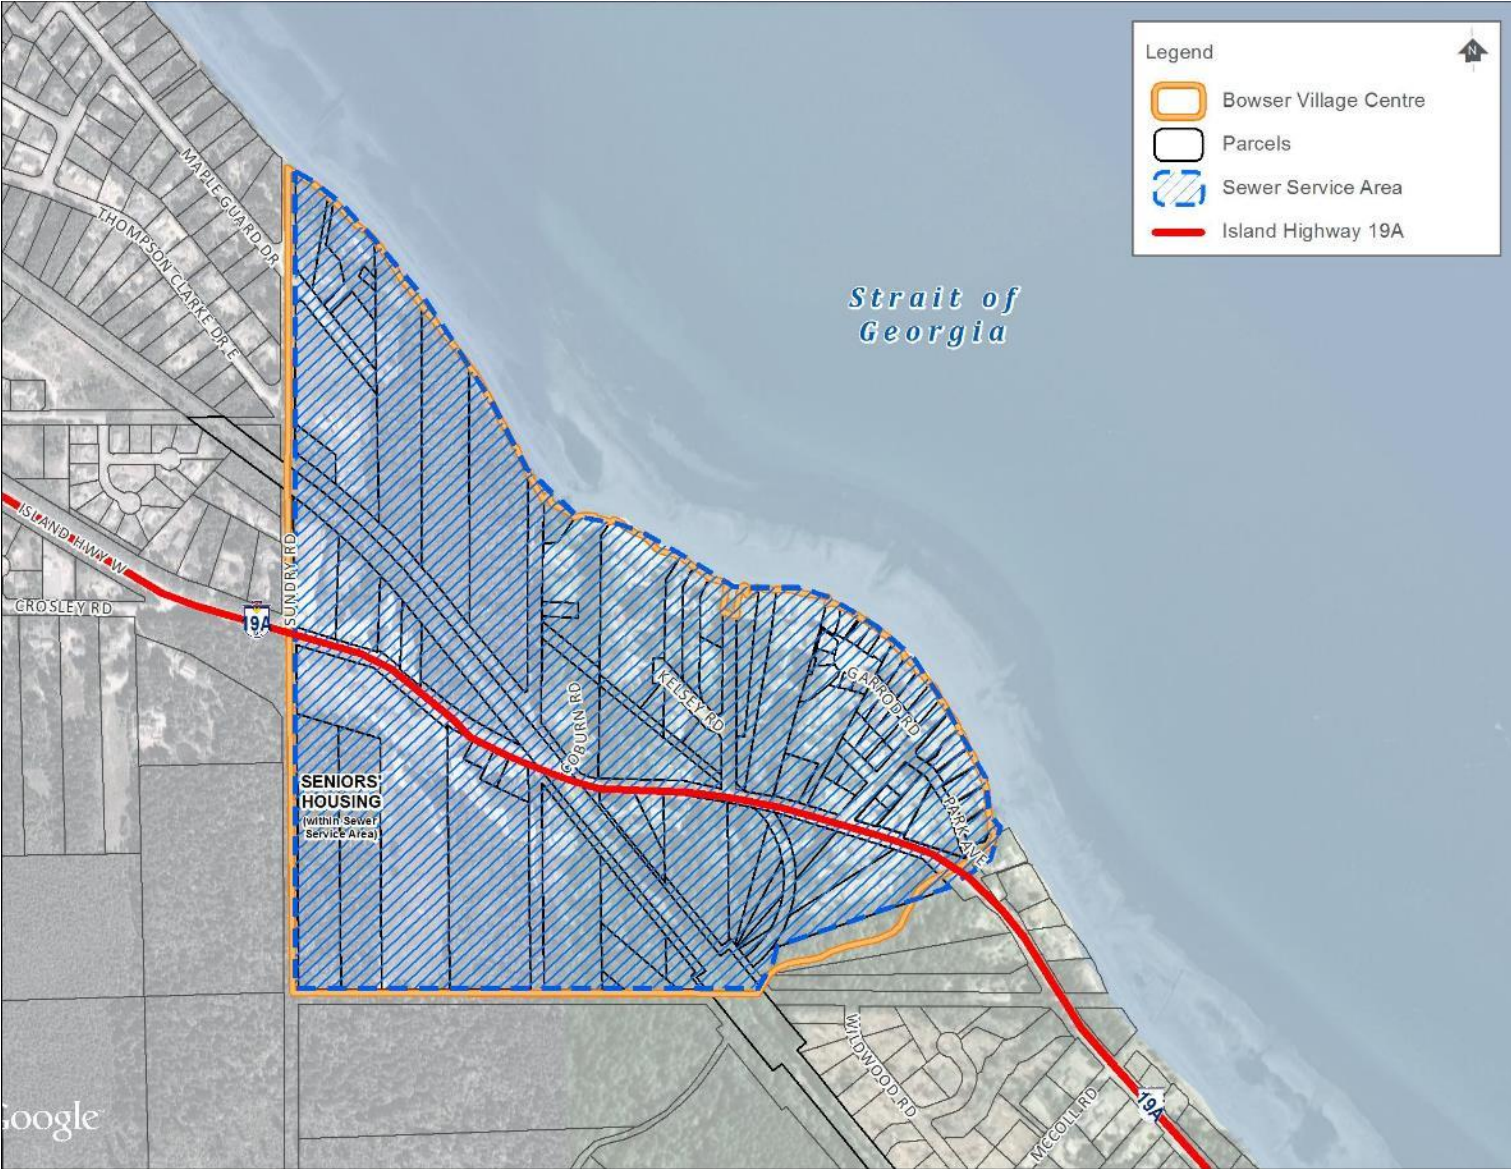 Legend
N
Bowser Village Centre
Parcels
Sewer Service Area
Island Highway 19A
Strait of
Georgia
MAPLE GUARD DR
THOMPSON CLARKE DR E
ISLAND HWY W
CROSLEY RD
19A
SUNDRY RD
COBURN RD
KELSEY RD
GARROD RD
PARK AVE
SENIORS'
HOUSING
(within Sewer
Service Area)
WILDWOOD RD
MCCOLL RD
19A
Google